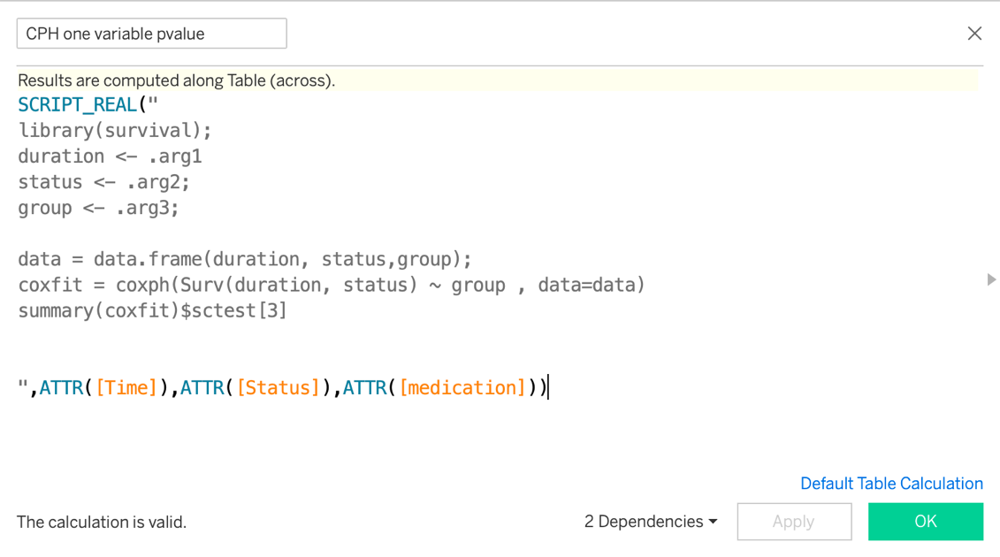 CPH one variable pvalue
Results are computed along Table (across).
SCRIPT_REAL("
library(survival);
duration <- .arg1
status <- .arg2;
group <- .arg3;
data = data.frame(duration, status,group);
coxfit = coxph(Surv(duration, status) ~ group , data=data)
summary(coxfit)$sctest[3]
",ATTR([Time]),ATTR([Status]),ATTR([medication]))
Default Table Calculation
The calculation is valid.
2 Dependencies
Apply
OK